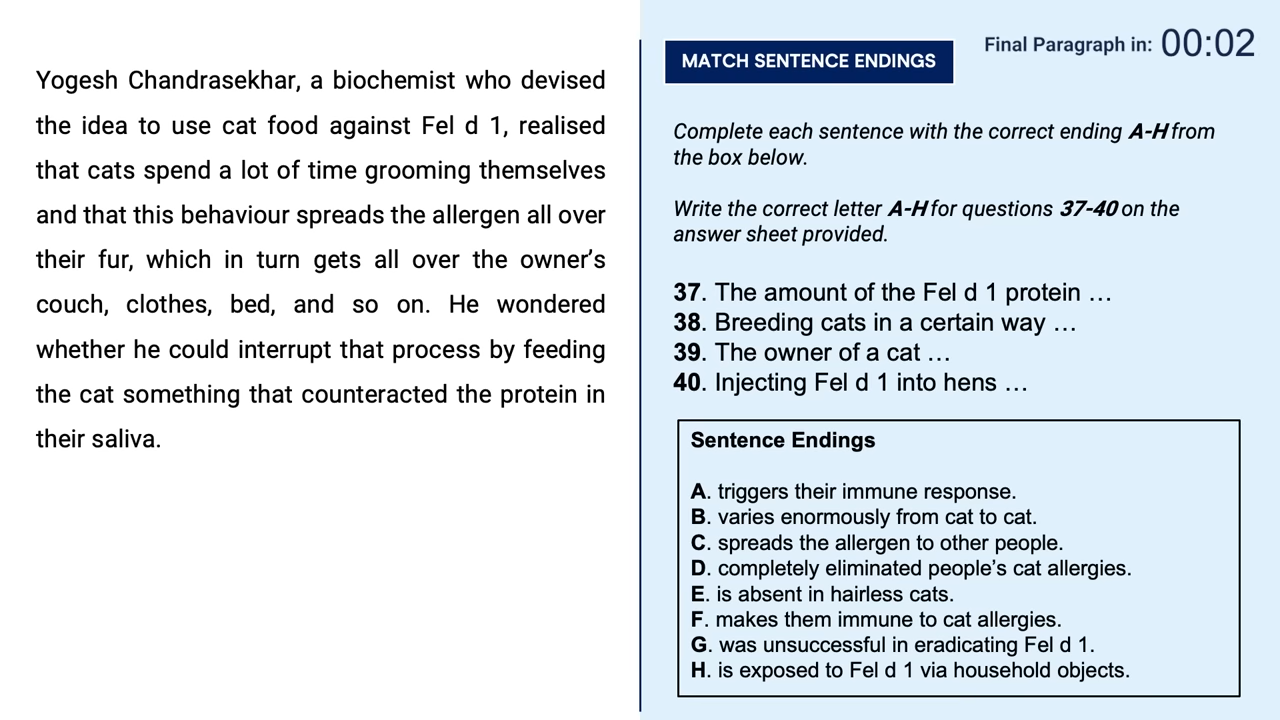 Yogesh Chandrasekhar, a biochemist who devised
the idea to use cat food against Fel d 1, realised
that cats spend a lot of time grooming themselves
and that this behaviour spreads the allergen all over
their fur, which in turn gets all over the owner’s
couch, clothes, bed, and so on. He wondered
whether he could interrupt that process by feeding
the cat something that counteracted the protein in
their saliva.
Final Paragraph in: 00:02
MATCH SENTENCE ENDINGS
Complete each sentence with the correct ending A-H from
the box below.
Write the correct letter A-H for questions 37-40 on the
answer sheet provided.
37. The amount of the Fel d 1 protein …
38. Breeding cats in a certain way …
39. The owner of a cat …
40. Injecting Fel d 1 into hens …
Sentence Endings
A. triggers their immune response.
B. varies enormously from cat to cat.
C. spreads the allergen to other people.
D. completely eliminated people’s cat allergies.
E. is absent in hairless cats.
F. makes them immune to cat allergies.
G. was unsuccessful in eradicating Fel d 1.
H. is exposed to Fel d 1 via household objects.